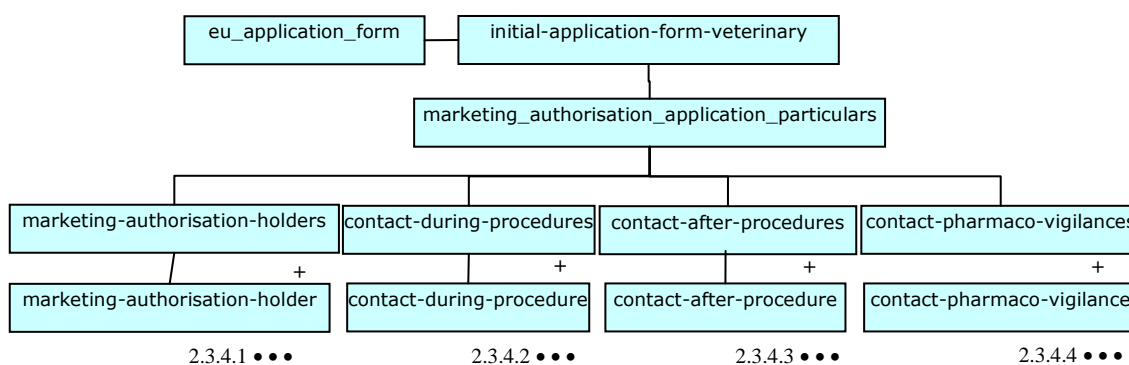 eu_application_form initial-application-form-veterinary
marketing_authorisation_application_particulars
marketing-authorisation-holders contact-during-procedures contact-after-procedures contact-pharmaco-vigilances
+ + + +
marketing-authorisation-holder contact-during-procedure contact-after-procedure contact-pharmaco-vigilance
2.3.4.1 ● ● ● 2.3.4.2 ● ● ● 2.3.4.3 ● ● ● 2.3.4.4 ● ● ●